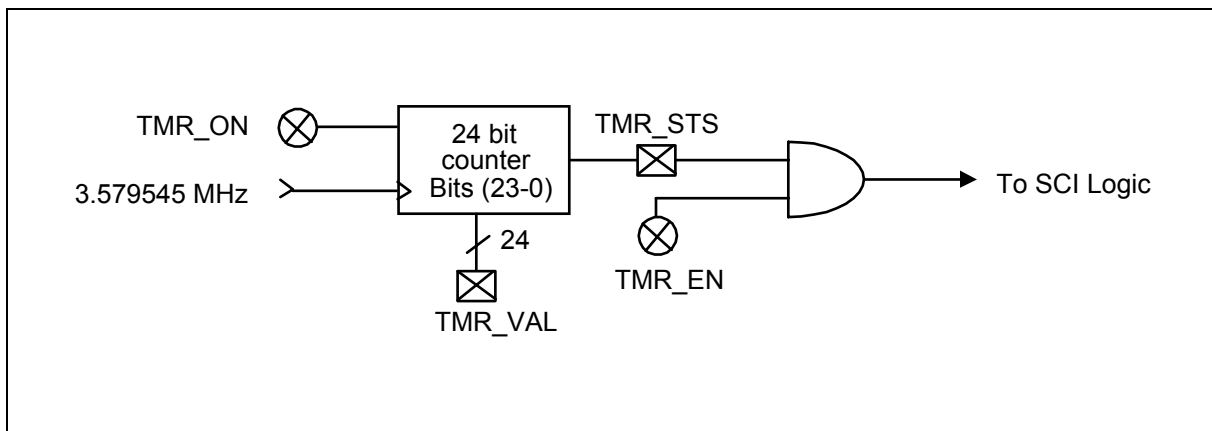 TMR_ON
3.579545 MHz
24 bit
counter
Bits (23-0)
24
TMR_VAL
TMR_STS
TMR_EN
To SCI Logic